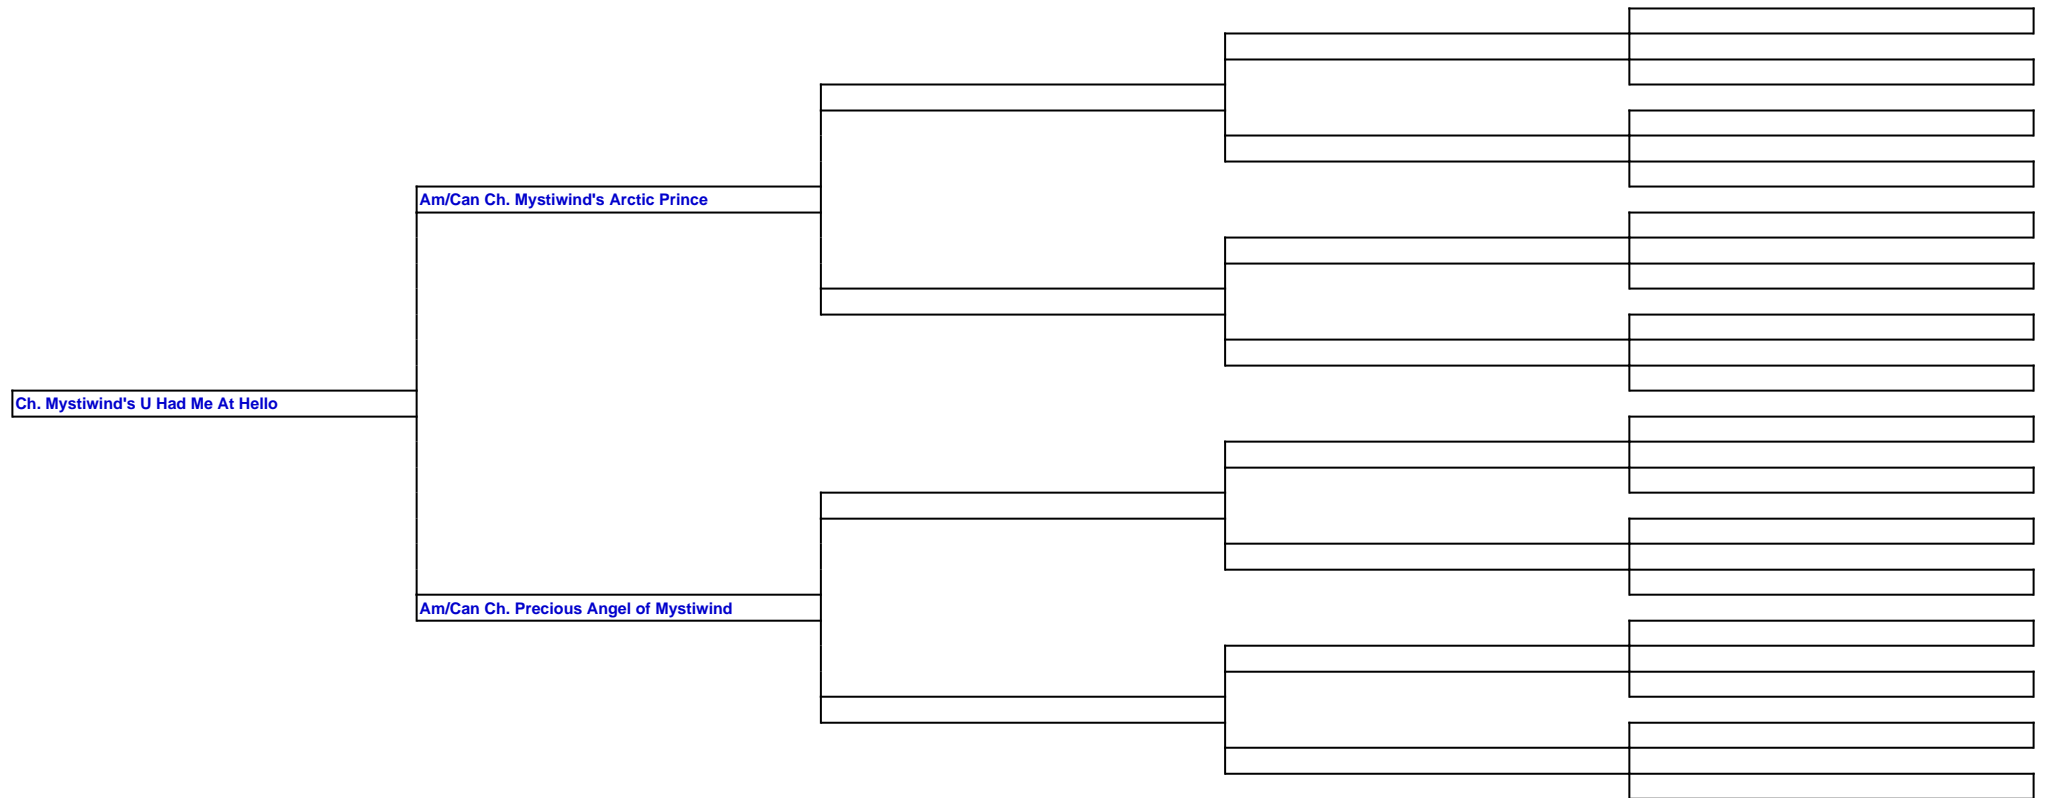 Am/Can Ch. Mystiwind's Arctic Prince
Ch. Mystiwind's U Had Me At Hello
Am/Can Ch. Precious Angel of Mystiwind